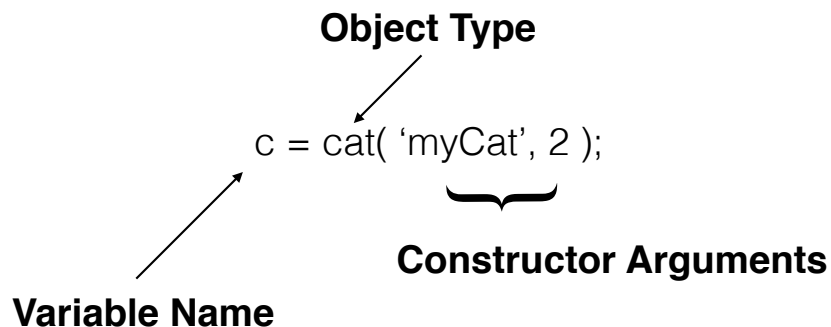 Object Type
c = cat( ‘myCat’, 2 );
Constructor Arguments
Variable Name